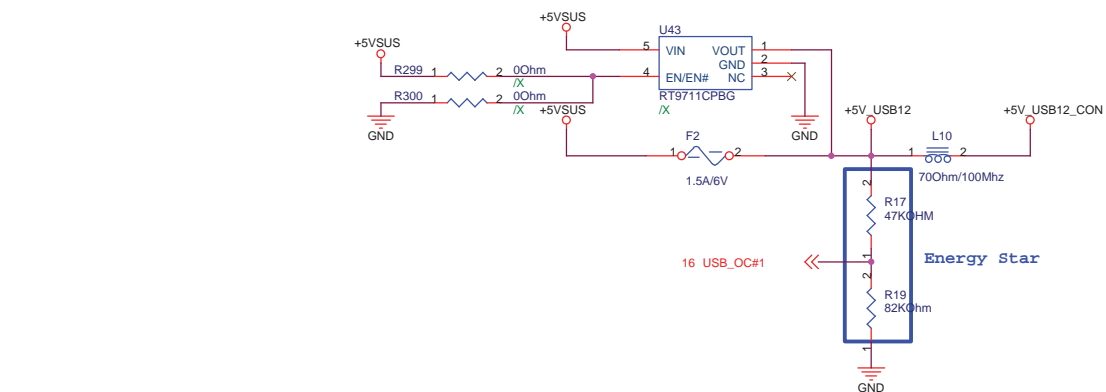 +5VSUS
+5VSUS
U43
5 VIN VOUT 1
GND 2
4 EN/EN# NC 3
RT9711CPBG
/X
R299 1 2 0Ohm
/X
R300 1 2 0Ohm
/X
GND
+5VSUS
GND
+5V_USB12
+5V_USB12_CON
F2
1 2
1.5A/6V
L10
1 2
70Ohm/100Mhz
2
R17
47KOHM
1
16 USB_OC#1
Energy Star
2
R19
82KOhm
1
GND